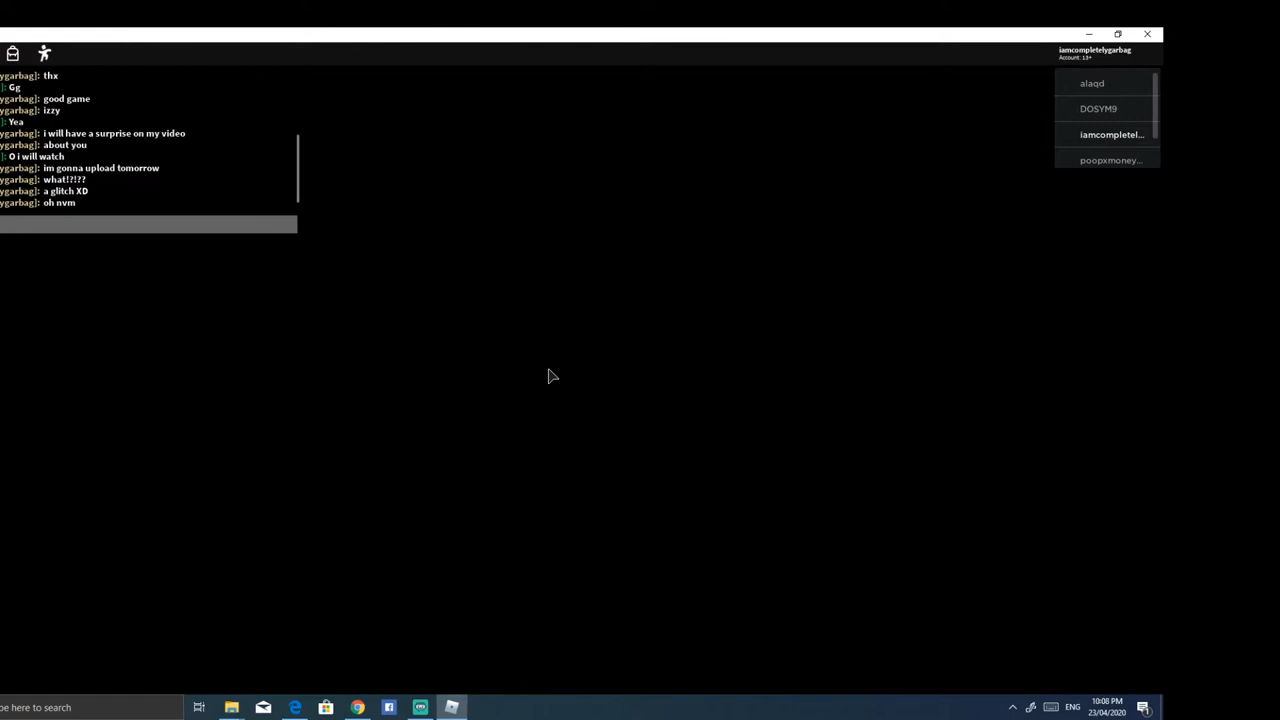 iamcompletelygarbag
Account: 13+
ygarbag]: thx
]: Gg
ygarbag]: good game
ygarbag]: izzy
]: Yea
ygarbag]: i will have a surprise on my video
ygarbag]: about you
]: O i will watch
ygarbag]: im gonna upload tomorrow
ygarbag]: what!?!??
ygarbag]: a glitch XD
ygarbag]: oh nvm
alaqd
DOSYM9
iamcompletel...
poopxmoney...
pe here to search
ENG
10:08 PM
23/04/2020
1